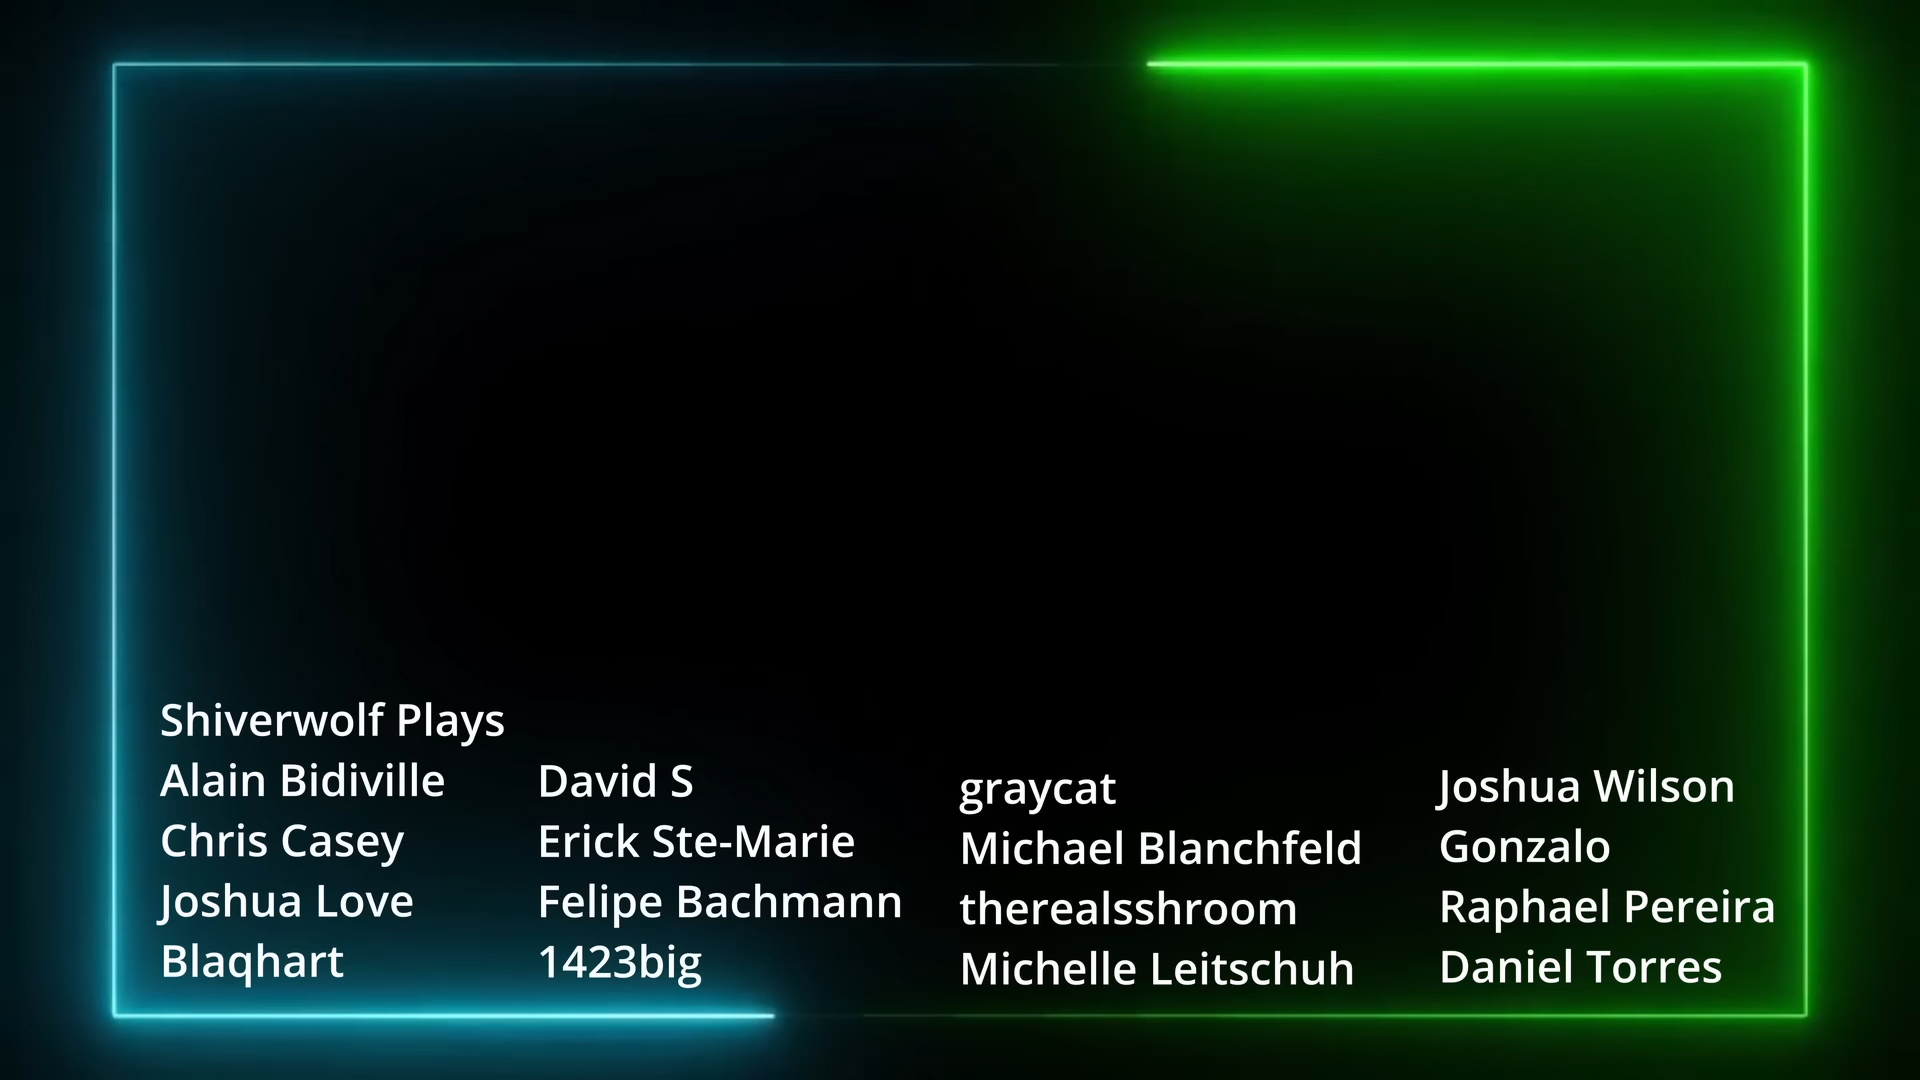 Shiverwolf Plays
Alain Bidiville
Chris Casey
Joshua Love
Blaqhart
David S
Erick Ste-Marie
Felipe Bachmann
1423big
graycat
Michael Blanchfeld
therealsshroom
Michelle Leitschuh
Joshua Wilson
Gonzalo
Raphael Pereira
Daniel Torres